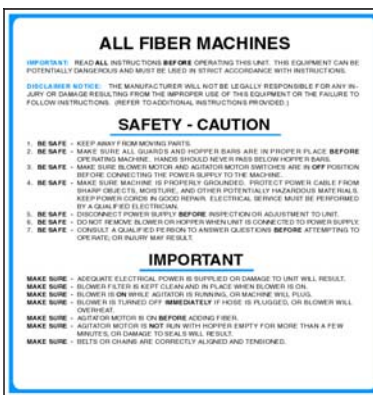 ALL FIBER MACHINES
IMPORTANT: READ ALL INSTRUCTIONS BEFORE OPERATING THIS UNIT. THIS EQUIPMENT CAN BE
POTENTIALLY DANGEROUS AND MUST BE USED IN STRICT ACCORDANCE WITH INSTRUCTIONS.
DISCLAIMER NOTICE: THE MANUFACTURER WILL NOT BE LEGALLY RESPONSIBLE FOR ANY IN-
JURY OR DAMAGE RESULTING FROM THE IMPROPER USE OF THIS EQUIPMENT OR THE FAILURE TO
FOLLOW INSTRUCTIONS. (REFER TO ADDITIONAL INSTRUCTIONS PROVIDED.)
SAFETY - CAUTION
1. BE SAFE - KEEP AWAY FROM MOVING PARTS.
2. BE SAFE - MAKE SURE ALL GUARDS AND HOPPER BARS ARE IN PROPER PLACE BEFORE
OPERATING MACHINE. HANDS SHOULD NEVER PASS BELOW HOPPER BARS.
3. BE SAFE - MAKE SURE BLOWER MOTOR AND AGITATOR MOTOR SWITCHES ARE IN OFF POSITION
BEFORE CONNECTING THE POWER SUPPLY TO THE MACHINE.
4. BE SAFE - MAKE SURE MACHINE IS PROPERLY GROUNDED. PROTECT POWER CABLE FROM
SHARP OBJECTS, MOISTURE, AND OTHER POTENTIALLY HAZARDOUS MATERIALS.
KEEP POWER CORDS IN GOOD REPAIR. ELECTRICAL SERVICE MUST BE PERFORMED
BY A QUALIFIED ELECTRICIAN.
5. BE SAFE - DISCONNECT POWER SUPPLY BEFORE INSPECTION OR ADJUSTMENT TO UNIT.
6. BE SAFE - DO NOT REMOVE BLOWER OR HOPPER WHEN UNIT IS CONNECTED TO POWER SUPPLY.
7. BE SAFE - CONSULT A QUALIFIED PERSON TO ANSWER QUESTIONS BEFORE ATTEMPTING TO
OPERATE; OR INJURY MAY RESULT.
IMPORTANT
MAKE SURE - ADEQUATE ELECTRICAL POWER IS SUPPLIED OR DAMAGE TO UNIT WILL RESULT.
MAKE SURE - BLOWER FILTER IS KEPT CLEAN AND IN PLACE WHEN BLOWER IS ON.
MAKE SURE - BLOWER IS ON WHILE AGITATOR IS RUNNING, OR MACHINE WILL PLUG.
MAKE SURE - BLOWER IS TURNED OFF IMMEDIATELY IF HOSE IS PLUGGED, OR BLOWER WILL
OVERHEAT.
MAKE SURE - AGITATOR MOTOR IS ON BEFORE ADDING FIBER.
MAKE SURE - AGITATOR MOTOR IS NOT RUN WITH HOPPER EMPTY FOR MORE THAN A FEW
MINUTES, OR DAMAGE TO SEALS WILL RESULT.
MAKE SURE - BELTS OR CHAINS ARE CORRECTLY ALIGNED AND TENSIONED.